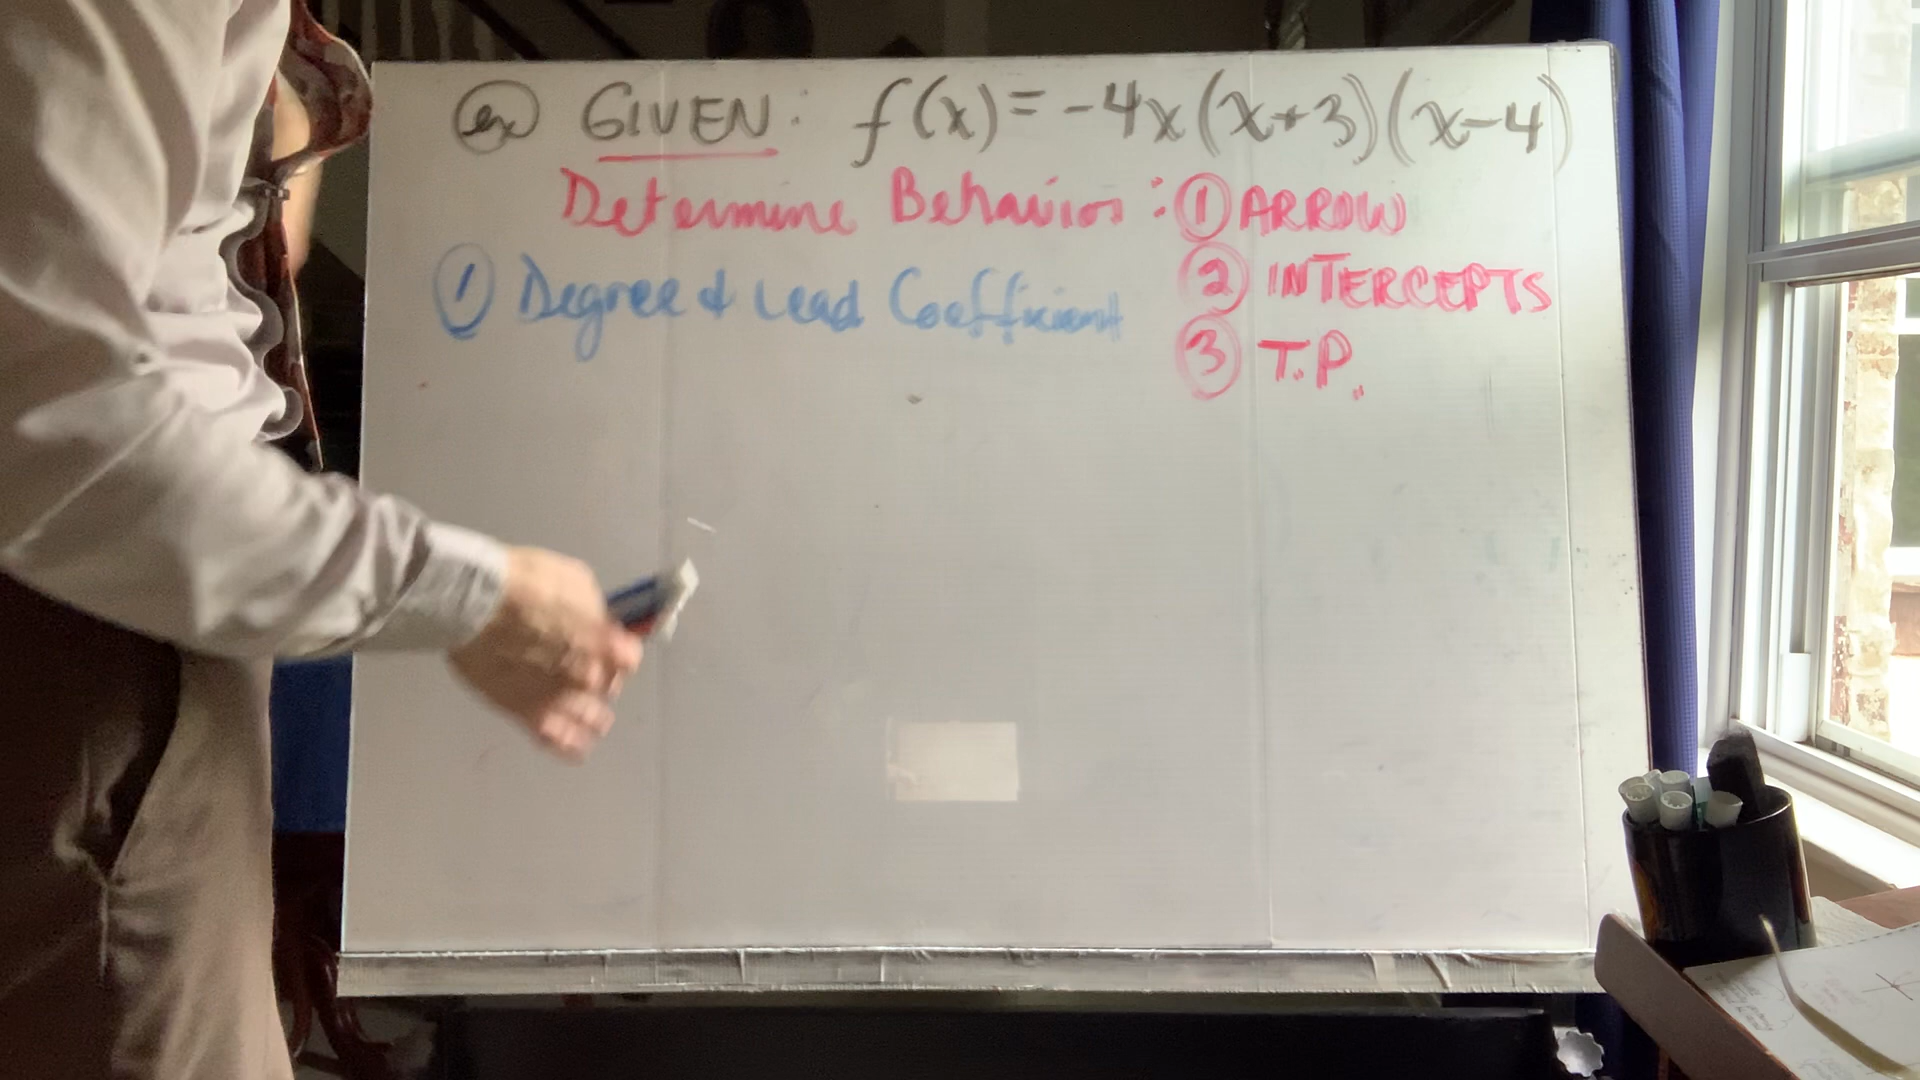 ex GIVEN: f(x) = -4x(x+3)(x-4)
Determine Behavior: ① ARROW
② INTERCEPTS
③ T.P.
① Degree & Lead Coefficient